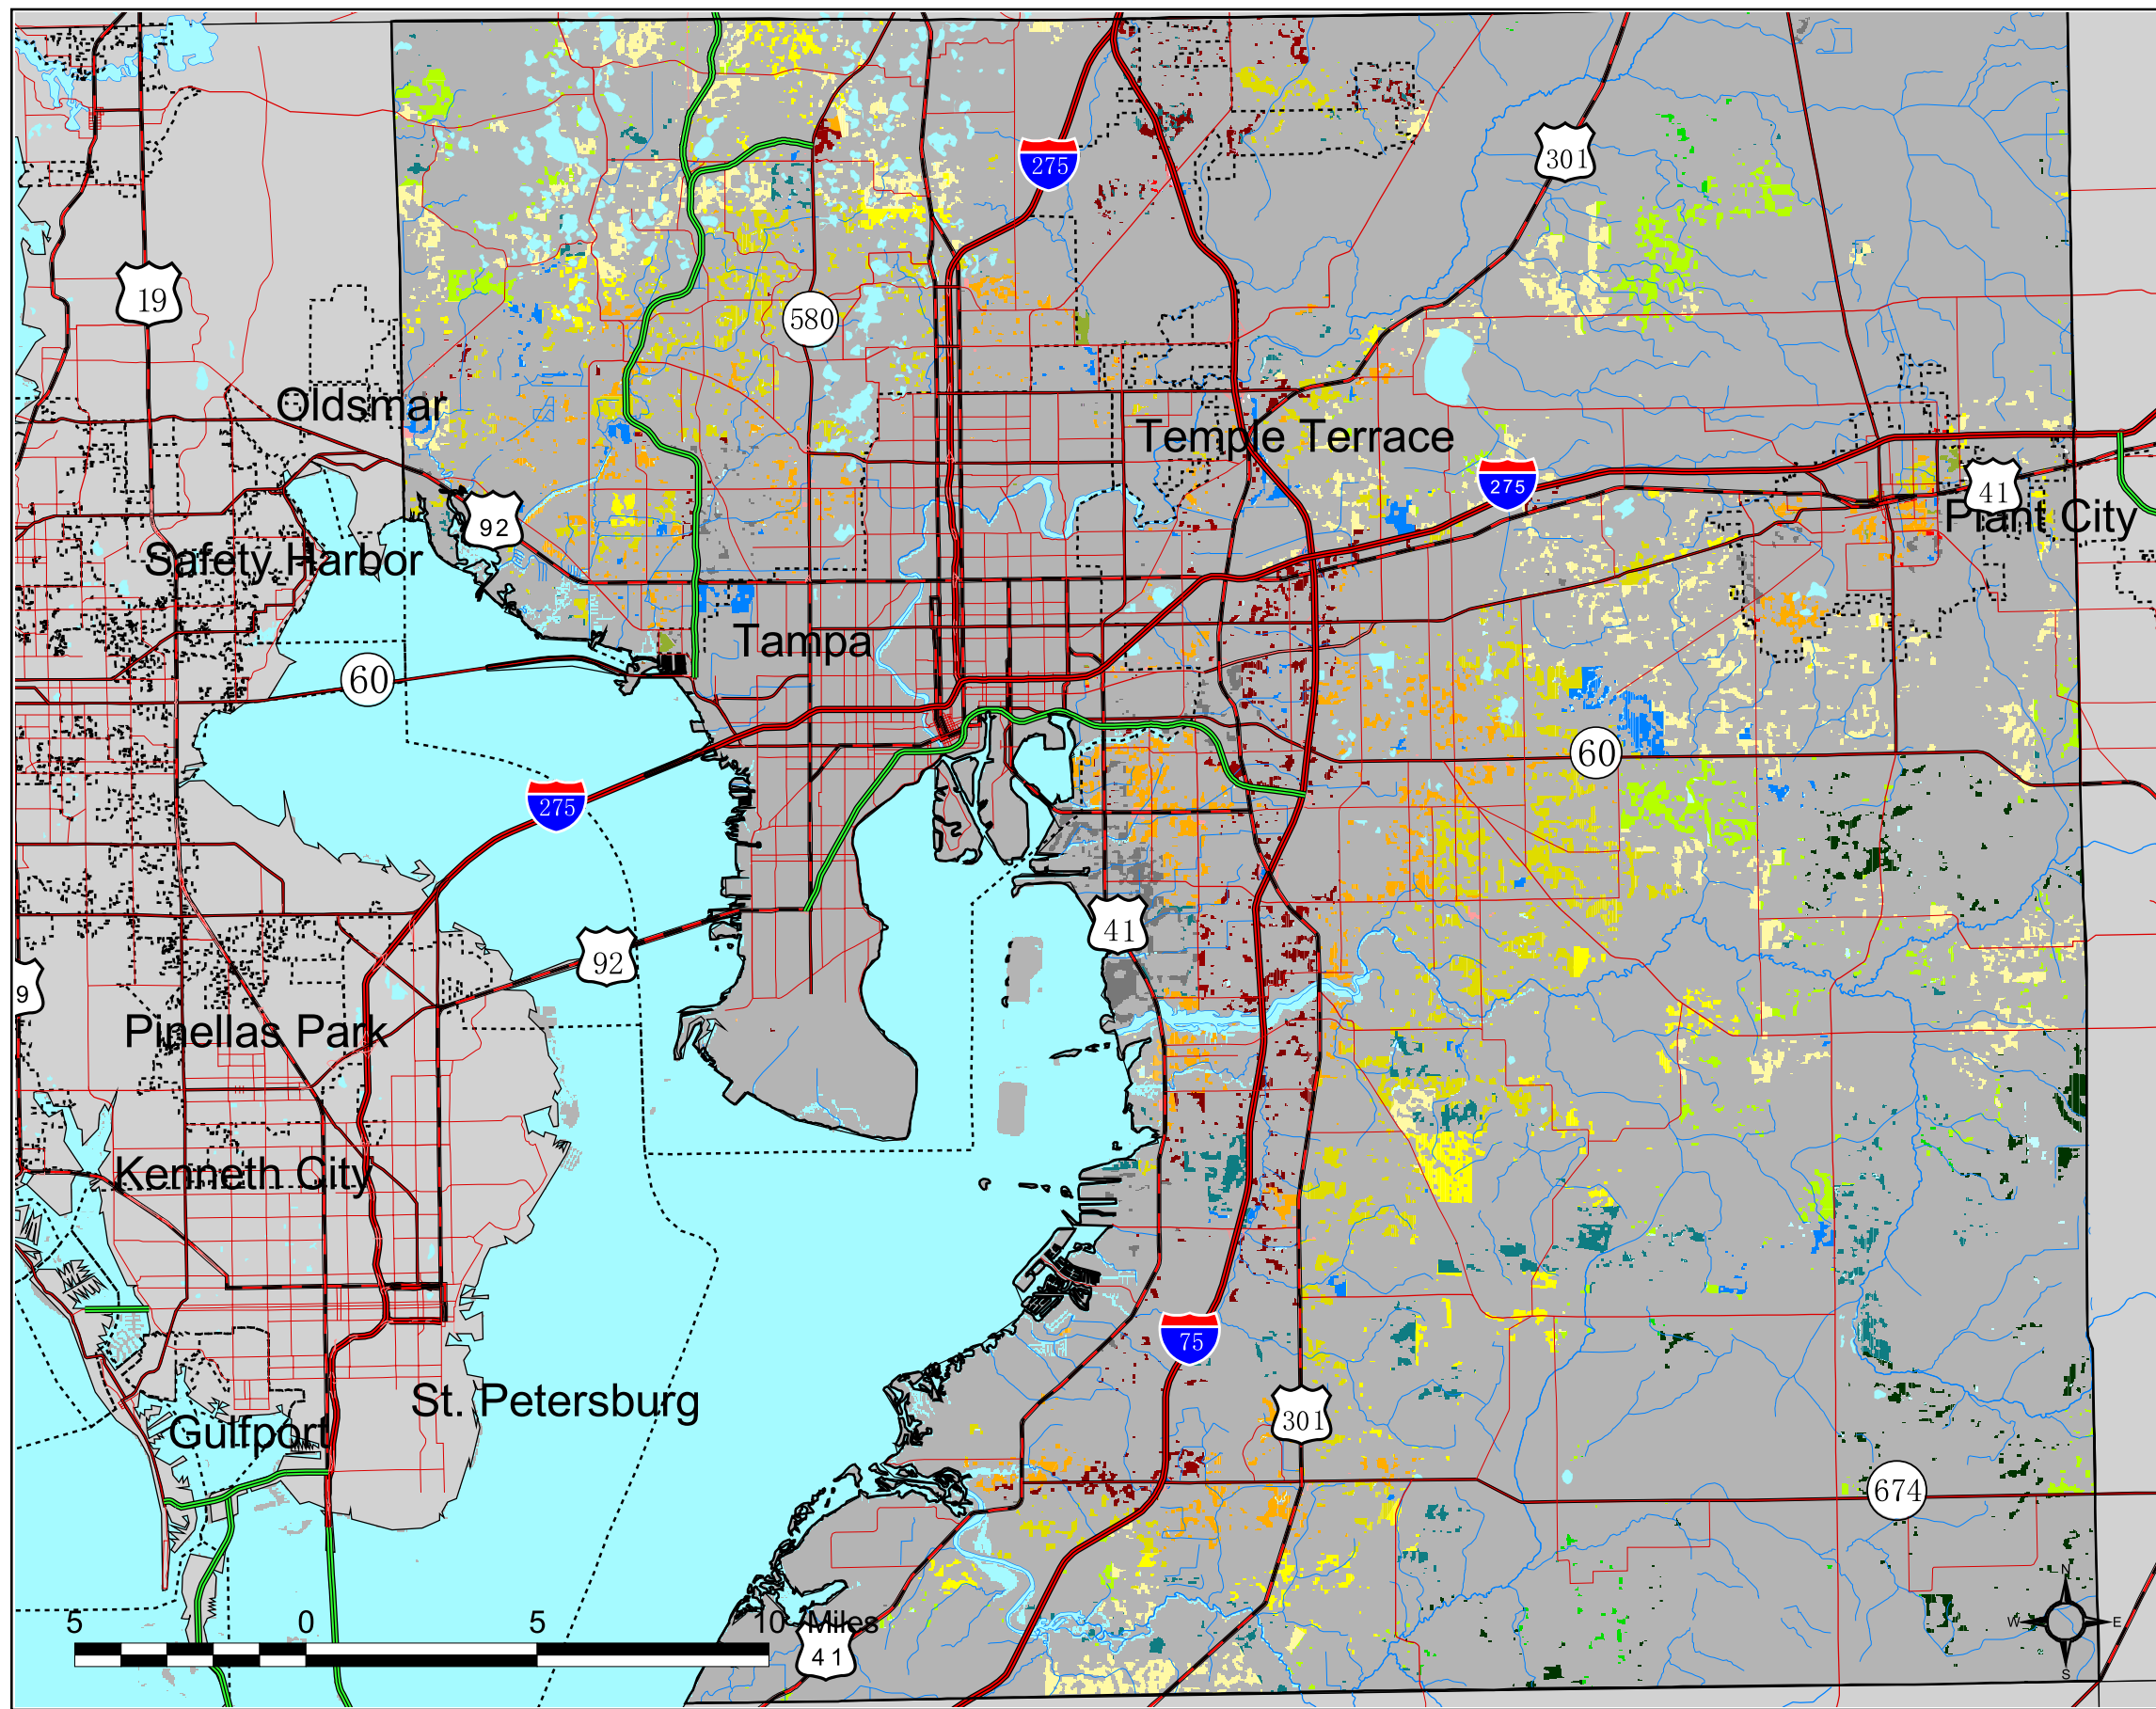 275
301
19
580
Oldsmar
Temple Terrace
275
41
92
Plant City
Safety Harbor
Tampa
60
60
275
41
92
9
Pinellas Park
Kenneth City
75
St. Petersburg
301
Gulfport
674
N
W
E
S
5 0 5 10 Miles
41